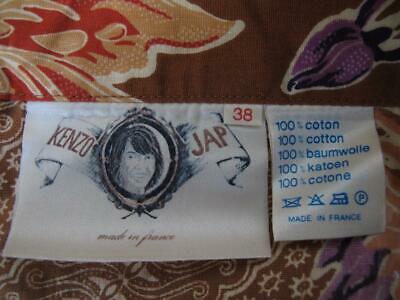 38
KENZO JAP
made in france
100% coton
100% cotton
100% baumwolle
100% katoen
100% cotone
P
MADE IN FRANCE